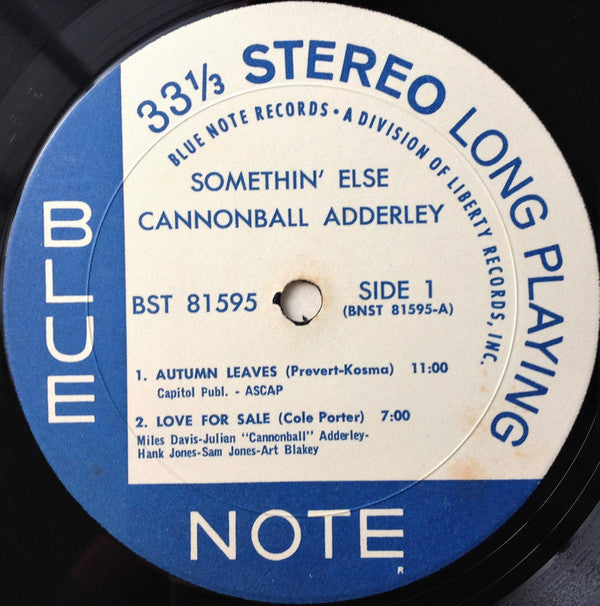 33⅓ STEREO LONG PLAYING
BLUE NOTE RECORDS • A DIVISION OF LIBERTY RECORDS, INC.
SOMETHIN' ELSE
CANNONBALL ADDERLEY
BST 81595
SIDE 1
(BNST 81595-A)
1. AUTUMN LEAVES (Prevert-Kosma) 11:00
Capitol Publ. - ASCAP
2. LOVE FOR SALE (Cole Porter) 7:00
Miles Davis-Julian "Cannonball" Adderley-
Hank Jones-Sam Jones-Art Blakey
BLUE
NOTE
R